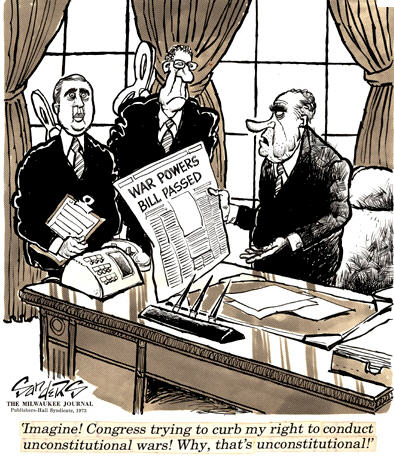 WAR POWERS
BILL PASSED
SANDERS
THE MILWAUKEE JOURNAL
Publishers-Hall Syndicate, 1973
'Imagine! Congress trying to curb my right to conduct
unconstitutional wars! Why, that's unconstitutional!"